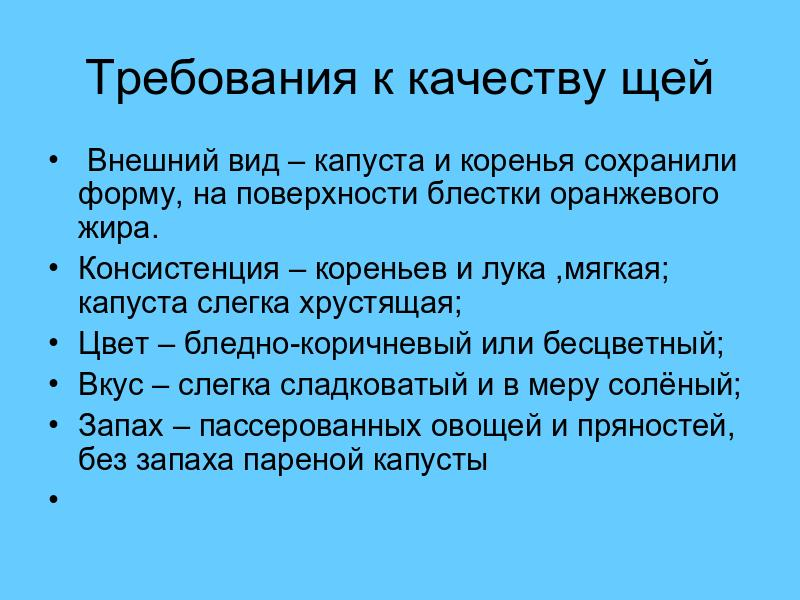 Требования к качеству щей
• Внешний вид – капуста и коренья сохранили
форму, на поверхности блестки оранжевого
жира.
• Консистенция – кореньев и лука ,мягкая;
капуста слегка хрустящая;
• Цвет – бледно-коричневый или бесцветный;
• Вкус – слегка сладковатый и в меру солёный;
• Запах – пассерованных овощей и пряностей,
без запаха пареной капусты
•